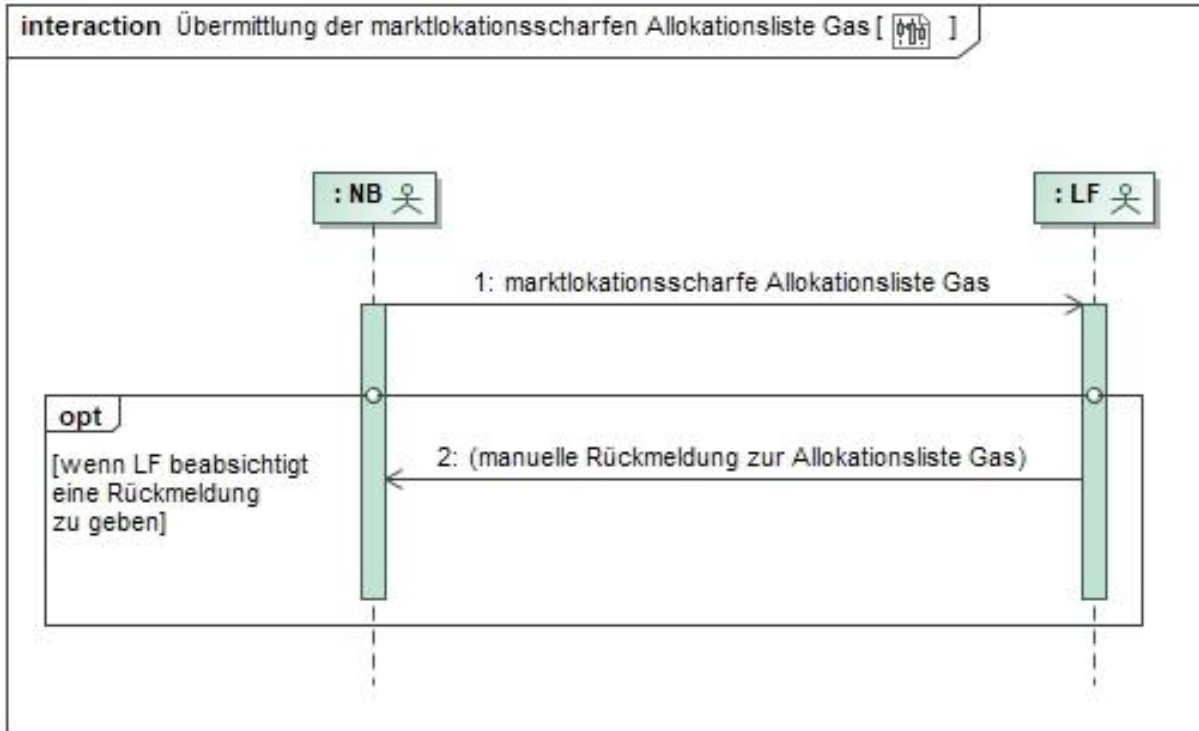 interaction Übermittlung der marktlokationsscharfen Allokationsliste Gas [ ]
: NB
: LF
1: marktlokationsscharfe Allokationsliste Gas
opt
[wenn LF beabsichtigt
eine Rückmeldung
zu geben]
2: (manuelle Rückmeldung zur Allokationsliste Gas)